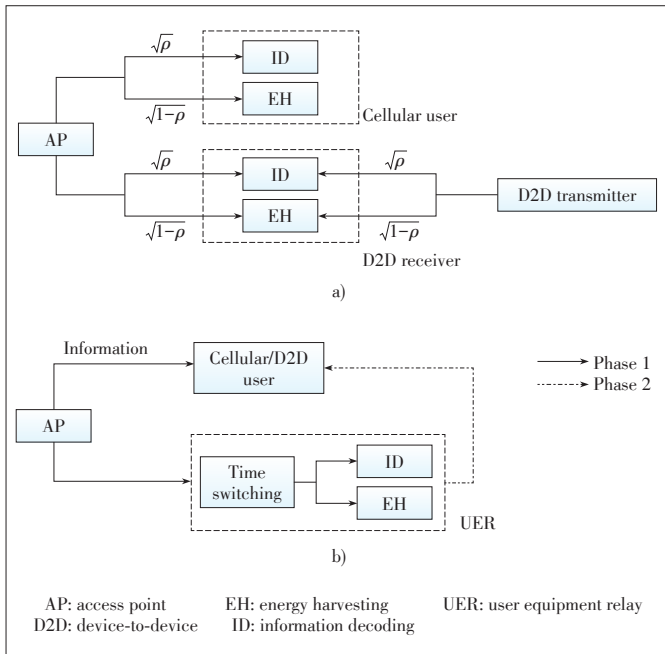 √ρ
ID
EH
√1−ρ
Cellular user
AP
√ρ
ID
√ρ
D2D transmitter
EH
√1−ρ
√1−ρ
D2D receiver
a)
Information
Cellular/D2D
user
Phase 1
Phase 2
AP
Time
switching
ID
EH
UER
b)
AP: access point EH: energy harvesting UER: user equipment relay
D2D: device-to-device ID: information decoding